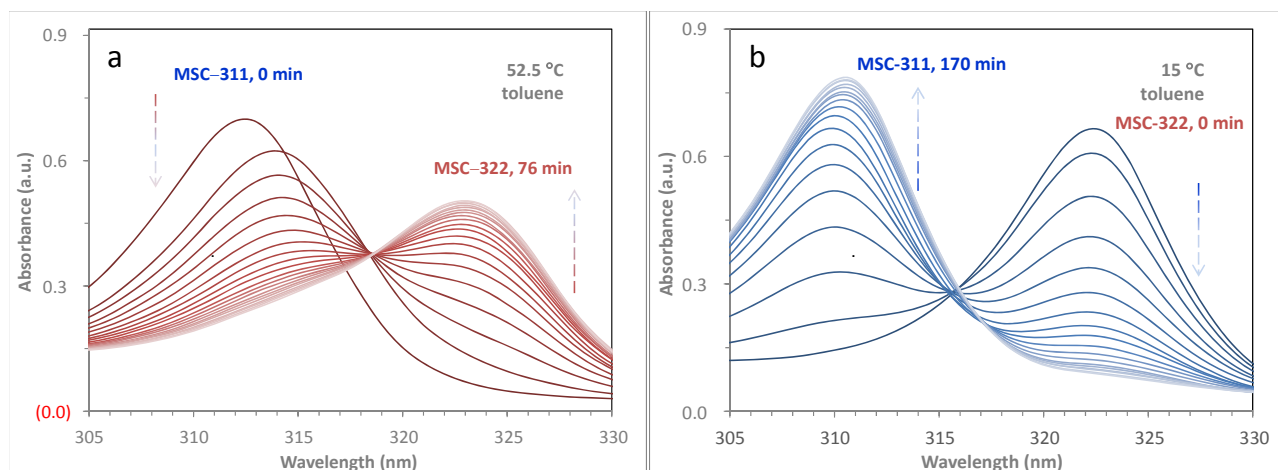 a
0.9
MSC–311, 0 min
52.5 °C
toluene
0.6
MSC–322, 76 min
Absorbance (a.u.)
0.3
(0.0)
305 310 315 320 325 330
Wavelength (nm)
b
0.9
MSC-311, 170 min
15 °C
toluene
MSC-322, 0 min
0.6
Absorbance (a.u.)
0.3
0.0
305 310 315 320 325 330
Wavelength (nm)